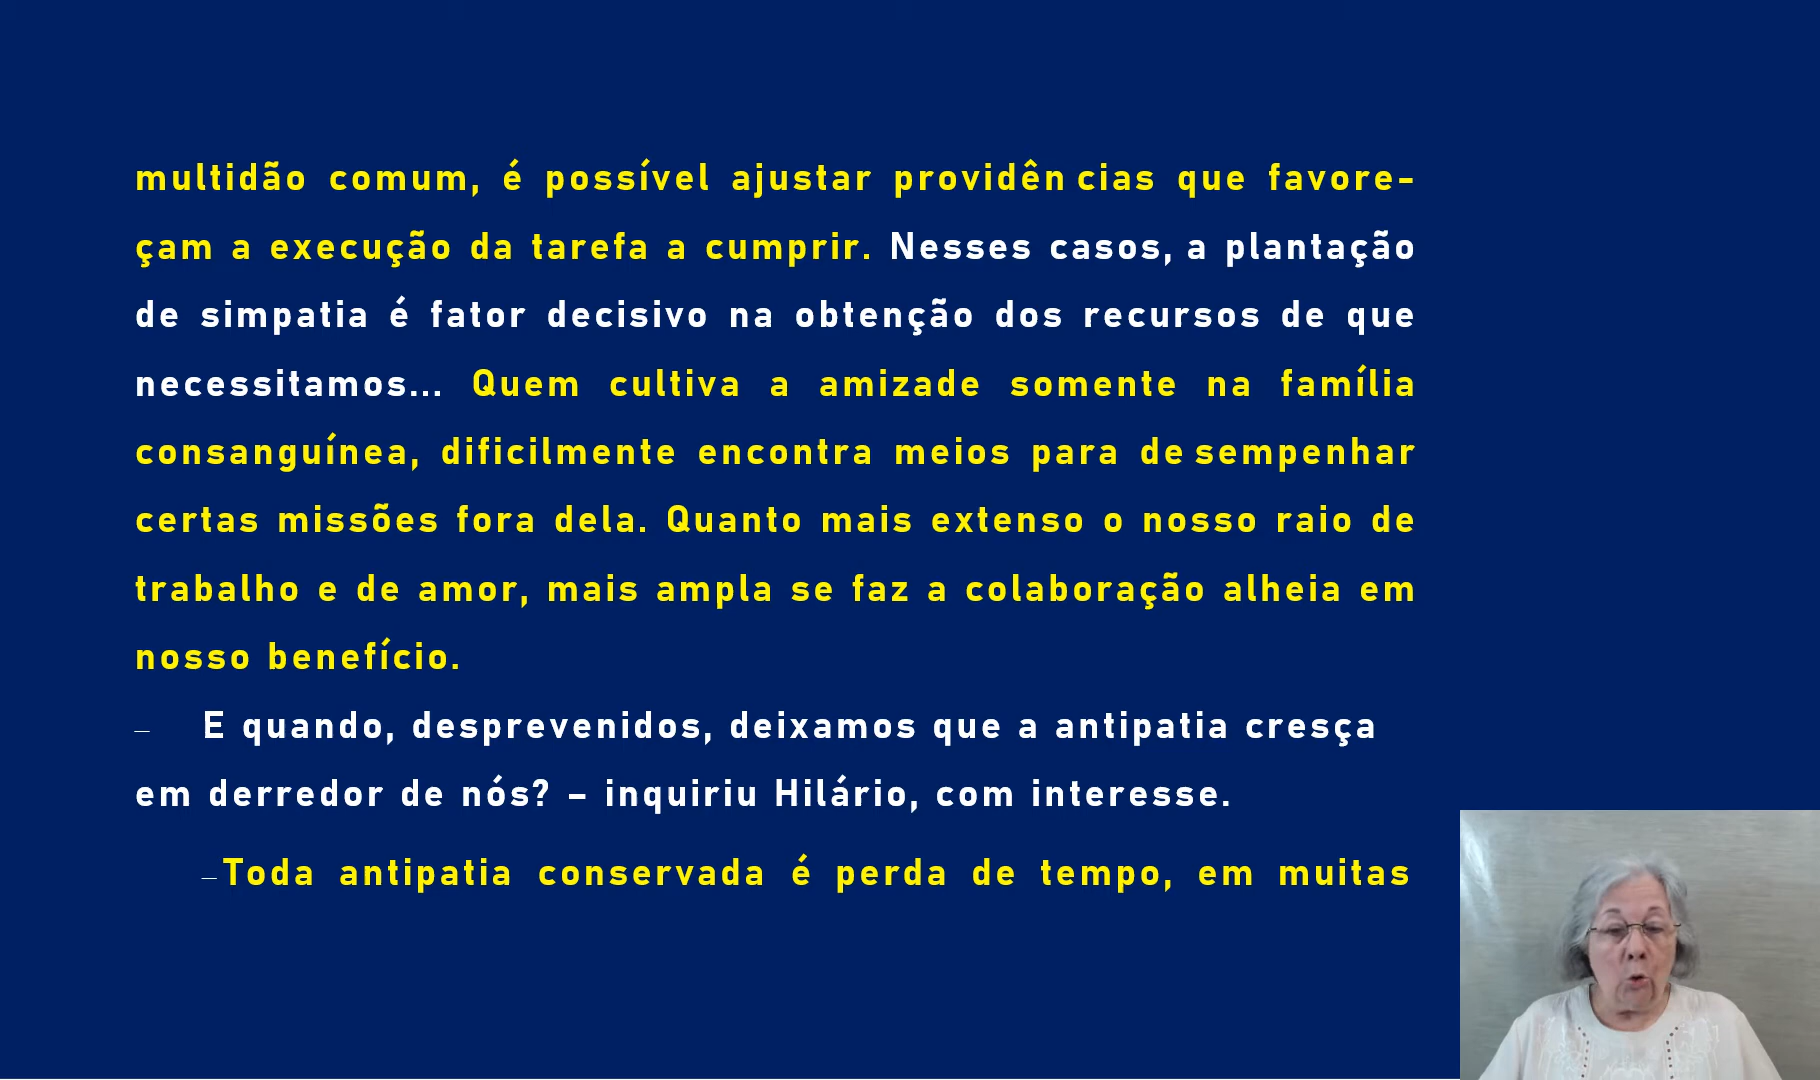 multidão comum, é possível ajustar providên cias que favore-
çam a execução da tarefa a cumprir. Nesses casos, a plantação
de simpatia é fator decisivo na obtenção dos recursos de que
necessitamos... Quem cultiva a amizade somente na família
consanguínea, dificilmente encontra meios para de sempenhar
certas missões fora dela. Quanto mais extenso o nosso raio de
trabalho e de amor, mais ampla se faz a colaboração alheia em
nosso benefício.
– E quando, desprevenidos, deixamos que a antipatia cresça
em derredor de nós? – inquiriu Hilário, com interesse.
–Toda antipatia conservada é perda de tempo, em muitas